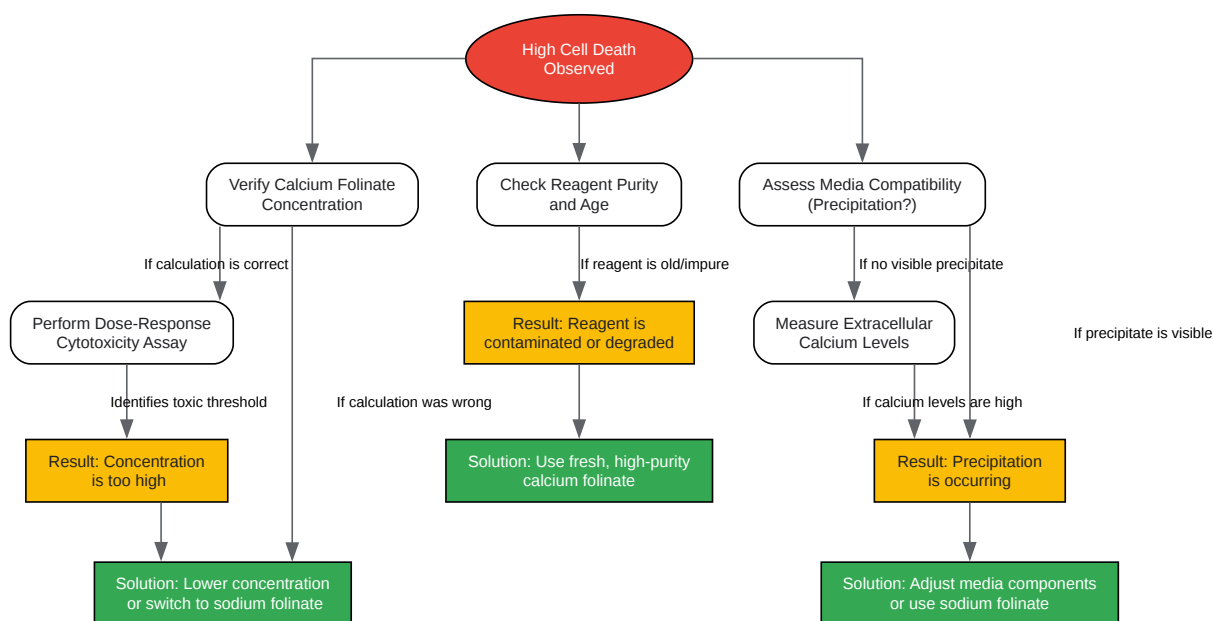 High Cell Death
Observed
Verify Calcium Folinate
Concentration
Check Reagent Purity
and Age
Assess Media Compatibility
(Precipitation?)
If calculation is correct
If reagent is old/impure
If no visible precipitate
Perform Dose-Response
Cytotoxicity Assay
Result: Reagent is
contaminated or degraded
Measure Extracellular
Calcium Levels
If precipitate is visible
Identifies toxic threshold
If calculation was wrong
If calcium levels are high
Result: Concentration
is too high
Solution: Use fresh, high-purity
calcium folinate
Result: Precipitation
is occurring
Solution: Lower concentration
or switch to sodium folinate
Solution: Adjust media components
or use sodium folinate